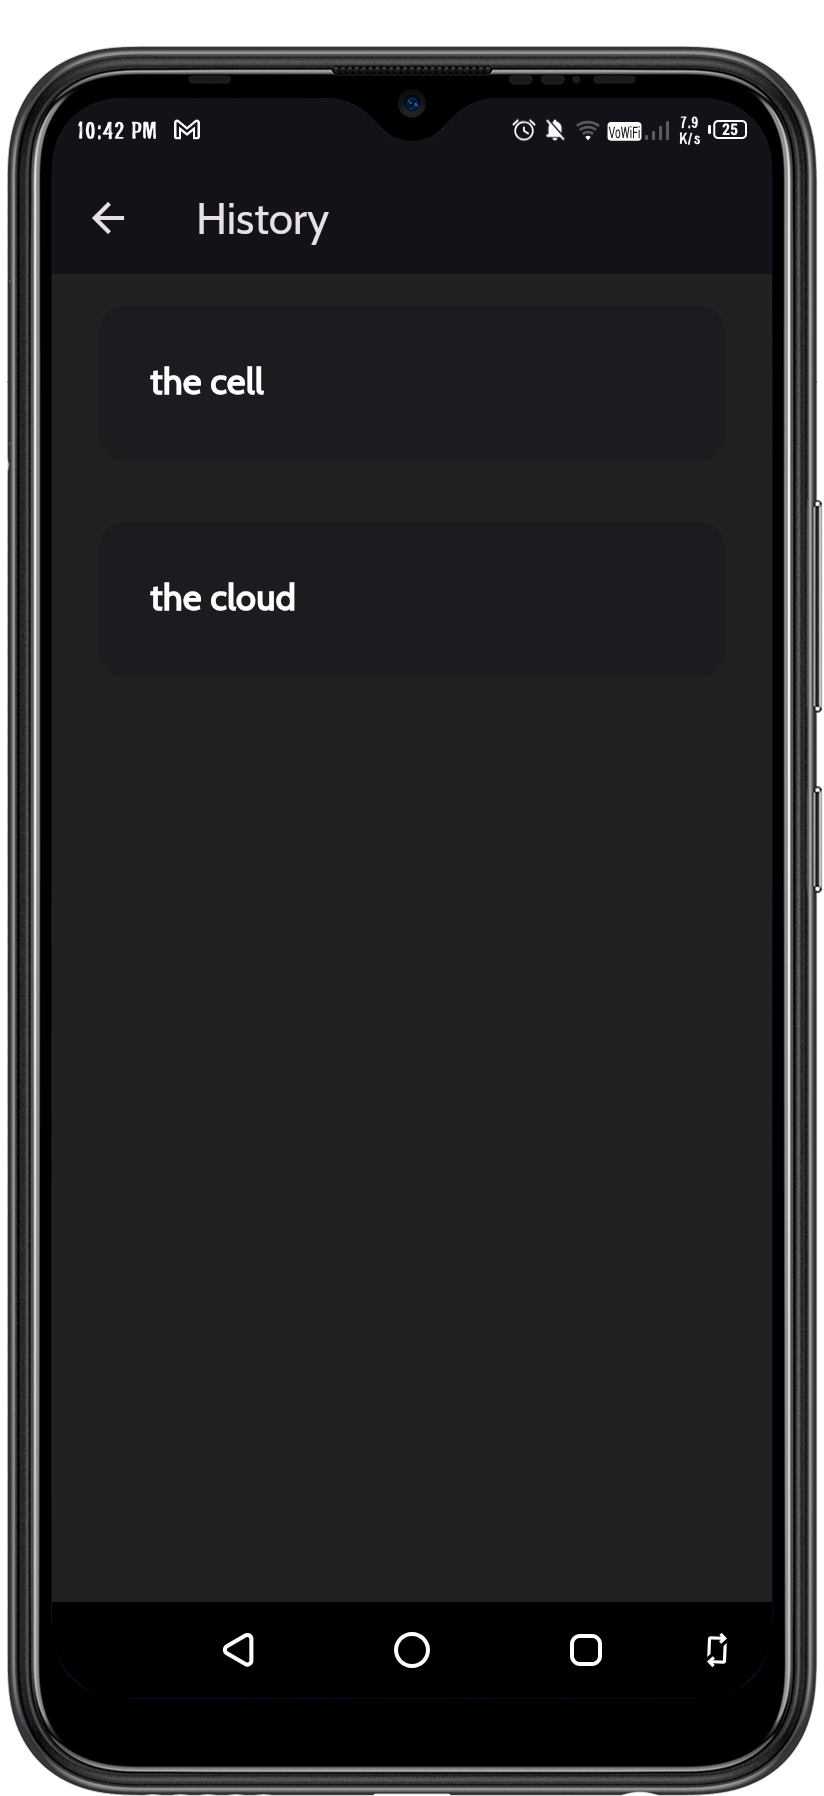 10:42 PM
VoWiFi
7.9
K/s
25
History
the cell
the cloud